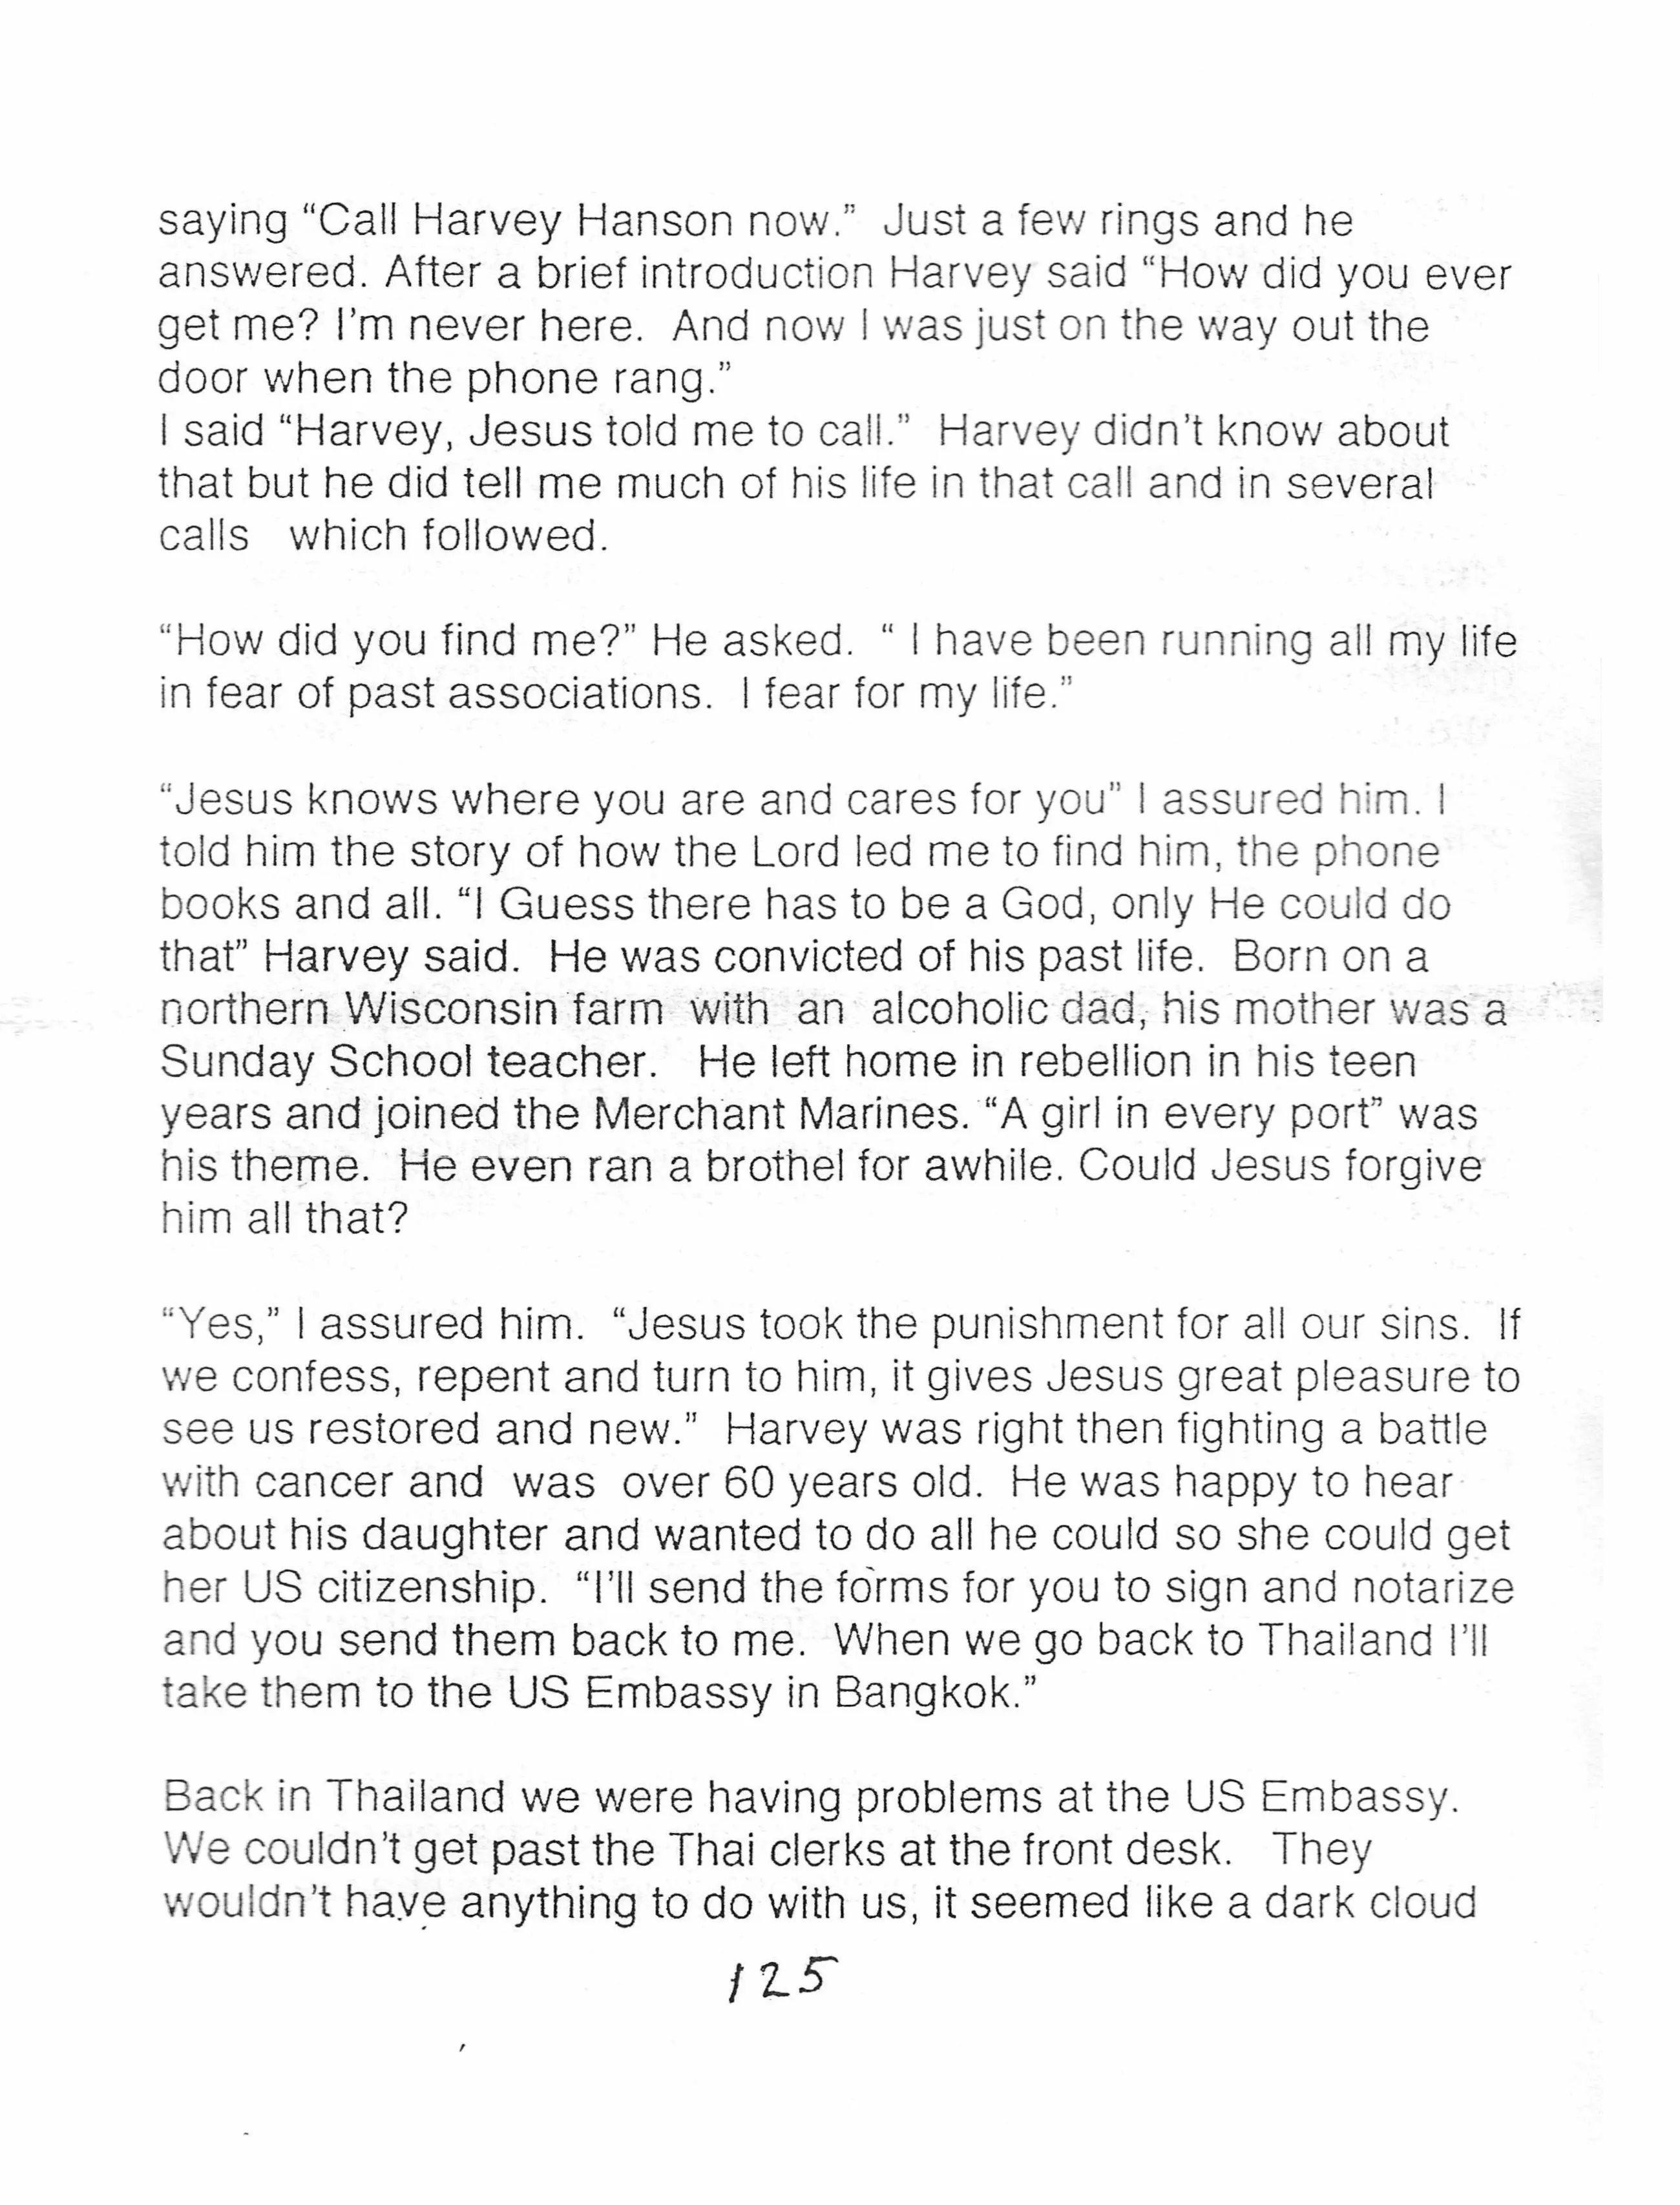 saying “Call Harvey Hanson now.”  Just a few rings and he
answered. After a brief introduction Harvey said “How did you ever
get me? I’m never here.  And now I was just on the way out the
door when the phone rang.”
I said “Harvey, Jesus told me to call.”  Harvey didn’t know about
that but he did tell me much of his life in that call and in several
calls   which followed.

“How did you find me?” He asked.  “ I have been running all my life
in fear of past associations.  I fear for my life.”

“Jesus knows where you are and cares for you” I assured him. I
told him the story of how the Lord led me to find him, the phone
books and all. “I Guess there has to be a God, only He could do
that” Harvey said.  He was convicted of his past life.  Born on a
northern Wisconsin farm  with  an  alcoholic dad, his mother was a
Sunday School teacher.   He left home in rebellion in his teen
years and joined the Merchant Marines. “A girl in every port” was
his theme.  He even ran a brothel for awhile. Could Jesus forgive
him all that?

“Yes,” I assured him.  “Jesus took the punishment for all our sins.  If
we confess, repent and turn to him, it gives Jesus great pleasure to
see us restored and new.”  Harvey was right then fighting a battle
with cancer and  was  over 60 years old.  He was happy to hear
about his daughter and wanted to do all he could so she could get
her US citizenship.  “I’ll send the forms for you to sign and notarize
and you send them back to me.  When we go back to Thailand I’ll
take them to the US Embassy in Bangkok.”

Back in Thailand we were having problems at the US Embassy.
We couldn’t get past the Thai clerks at the front desk.   They
wouldn’t have anything to do with us, it seemed like a dark cloud
125